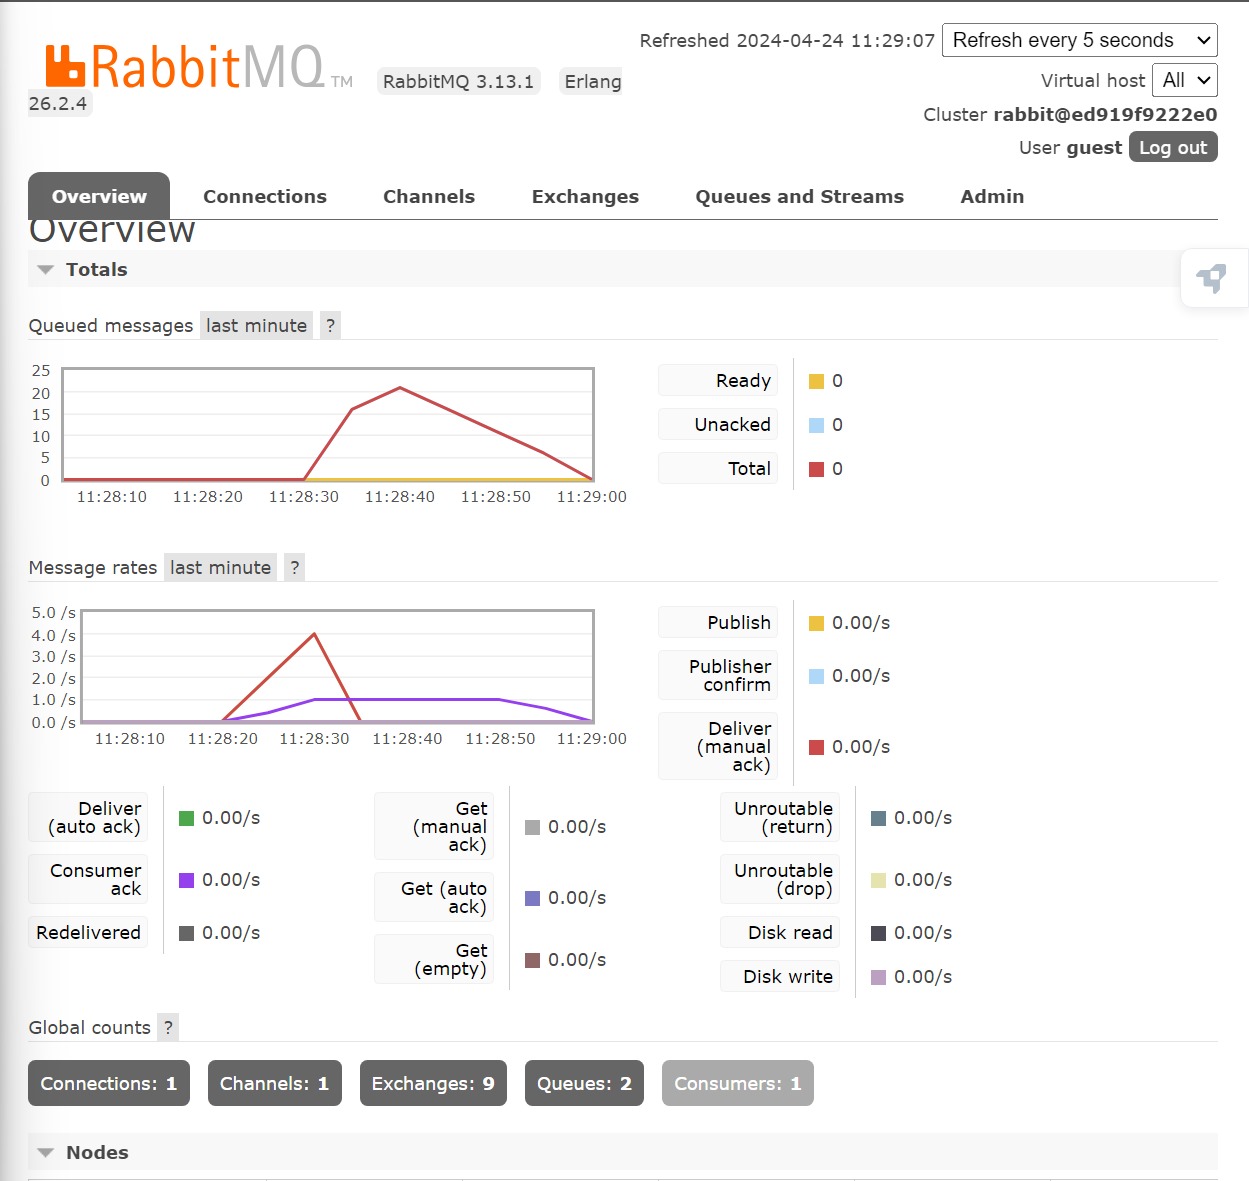 Refreshed 2024-04-24 11:29:07 Refresh every 5 seconds
RabbitMQ TM RabbitMQ 3.13.1 Erlang
26.2.4
Virtual host All
Cluster rabbit@ed919f9222e0
User guest Log out
Overview Connections Channels Exchanges Queues and Streams Admin
Overview
Totals
Queued messages last minute ?
25
20
15
10
5
0
11:28:10 11:28:20 11:28:30 11:28:40 11:28:50 11:29:00
Ready 0
Unacked 0
Total 0
Message rates last minute ?
5.0 /s
4.0 /s
3.0 /s
2.0 /s
1.0 /s
0.0 /s
11:28:10 11:28:20 11:28:30 11:28:40 11:28:50 11:29:00
Publish 0.00/s
Publisher
confirm 0.00/s
Deliver
(manual 0.00/s
ack)
Deliver
(auto ack) 0.00/s
Consumer
ack 0.00/s
Redelivered 0.00/s
Get
(manual 0.00/s
ack)
Get (auto
ack) 0.00/s
Get
(empty) 0.00/s
Unroutable
(return) 0.00/s
Unroutable
(drop) 0.00/s
Disk read 0.00/s
Disk write 0.00/s
Global counts ?
Connections: 1 Channels: 1 Exchanges: 9 Queues: 2 Consumers: 1
Nodes